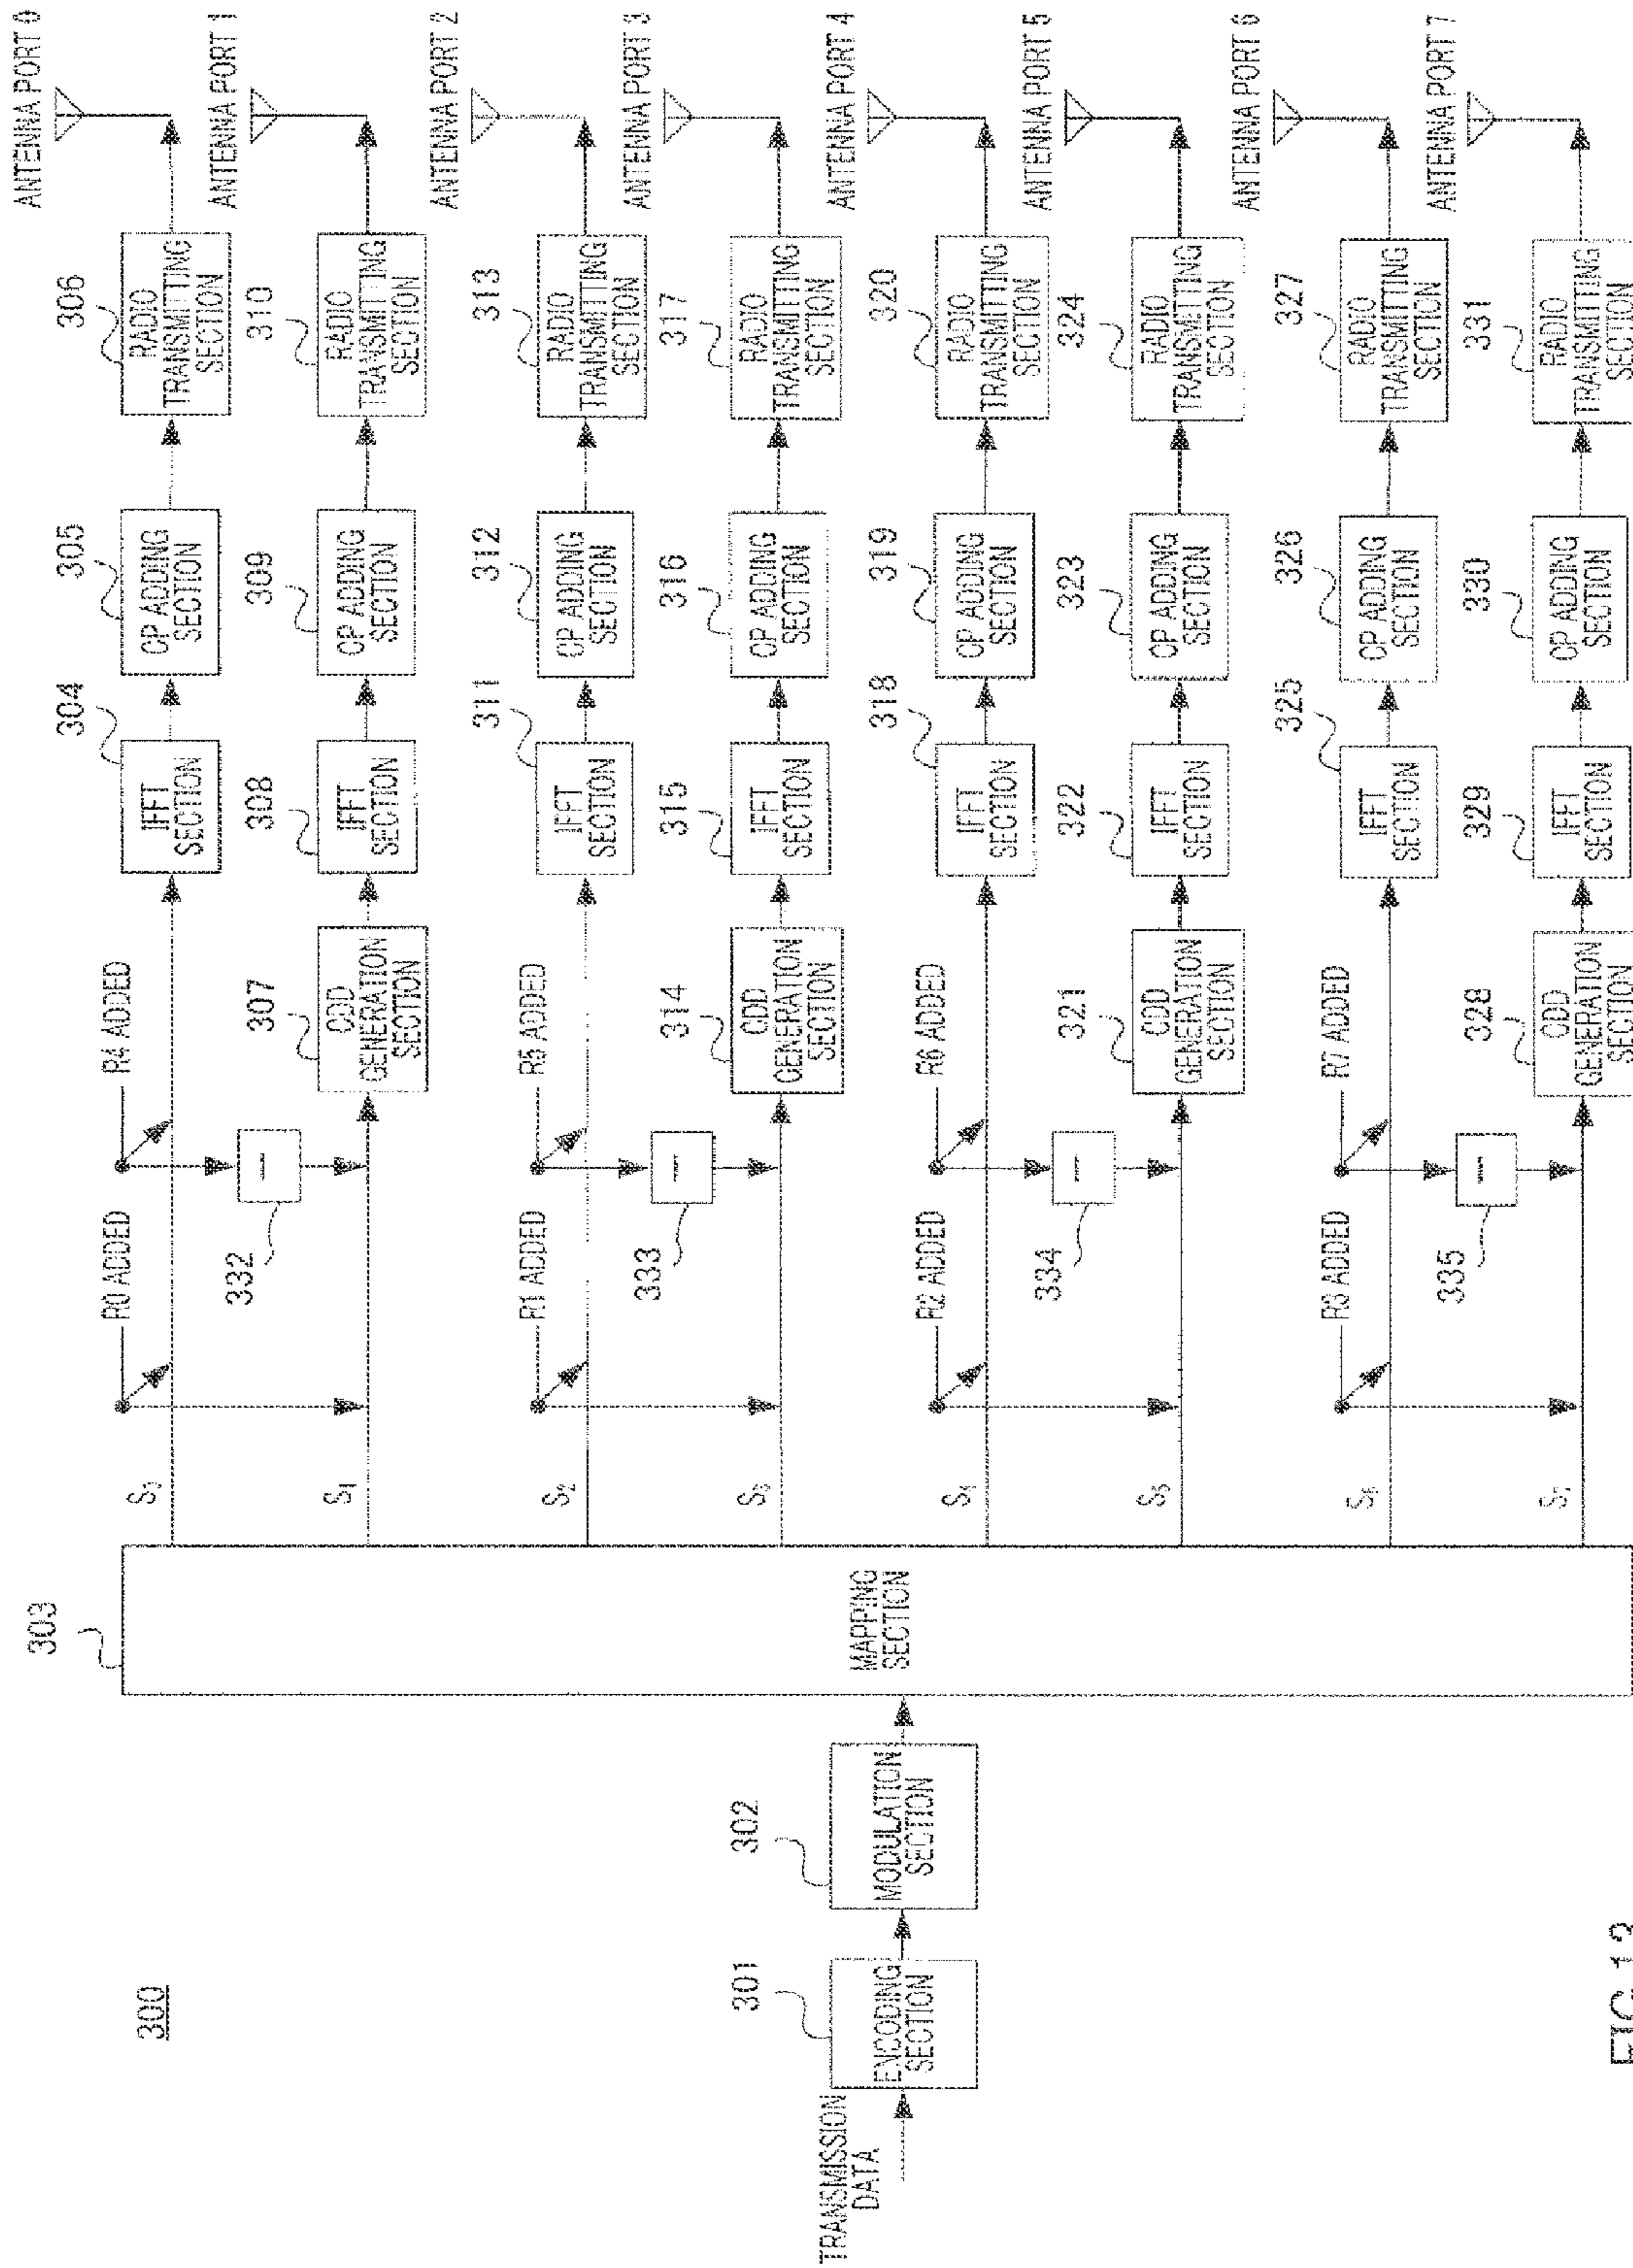 300
TRANSMISSION
DATA
301
ENCODING
SECTION
302
MODULATION
SECTION
303
MAPPING
SECTION
S0
R0 ADDED
R4 ADDED
304
IFFT
SECTION
305
CP ADDING
SECTION
306
RADIO
TRANSMITTING
SECTION
ANTENNA PORT 0
332
−
S1
307
CDD
GENERATION
SECTION
308
IFFT
SECTION
309
CP ADDING
SECTION
310
RADIO
TRANSMITTING
SECTION
ANTENNA PORT 1
S2
R1 ADDED
R5 ADDED
311
IFFT
SECTION
312
CP ADDING
SECTION
313
RADIO
TRANSMITTING
SECTION
ANTENNA PORT 2
333
−
S3
314
CDD
GENERATION
SECTION
315
IFFT
SECTION
316
CP ADDING
SECTION
317
RADIO
TRANSMITTING
SECTION
ANTENNA PORT 3
S4
R2 ADDED
R6 ADDED
318
IFFT
SECTION
319
CP ADDING
SECTION
320
RADIO
TRANSMITTING
SECTION
ANTENNA PORT 4
334
−
S5
321
CDD
GENERATION
SECTION
322
IFFT
SECTION
323
CP ADDING
SECTION
324
RADIO
TRANSMITTING
SECTION
ANTENNA PORT 5
S6
R3 ADDED
R7 ADDED
325
IFFT
SECTION
326
CP ADDING
SECTION
327
RADIO
TRANSMITTING
SECTION
ANTENNA PORT 6
335
−
S7
328
CDD
GENERATION
SECTION
329
IFFT
SECTION
330
CP ADDING
SECTION
331
RADIO
TRANSMITTING
SECTION
ANTENNA PORT 7
FIG.13